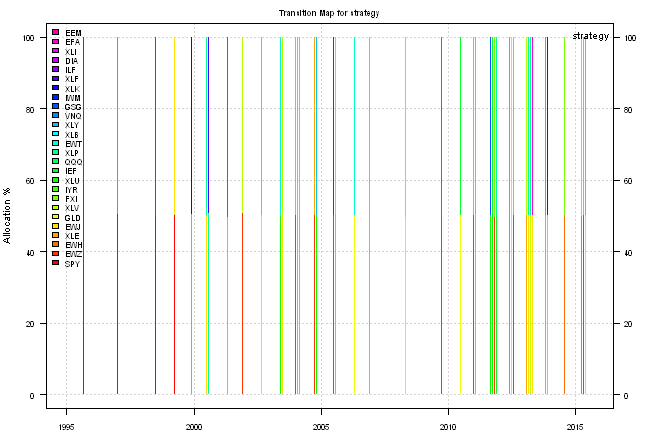 Transition Map for strategy
strategy
EEM
EFA
XLI
DIA
ILF
XLF
XLK
IWM
GSG
VNQ
XLY
XLB
EWT
XLP
QQQ
IEF
XLU
IYR
FXI
XLV
GLD
EWJ
XLE
EWH
EWZ
SPY
Allocation %
100
80
60
40
20
0
100
80
60
40
20
0
1995
2000
2005
2010
2015